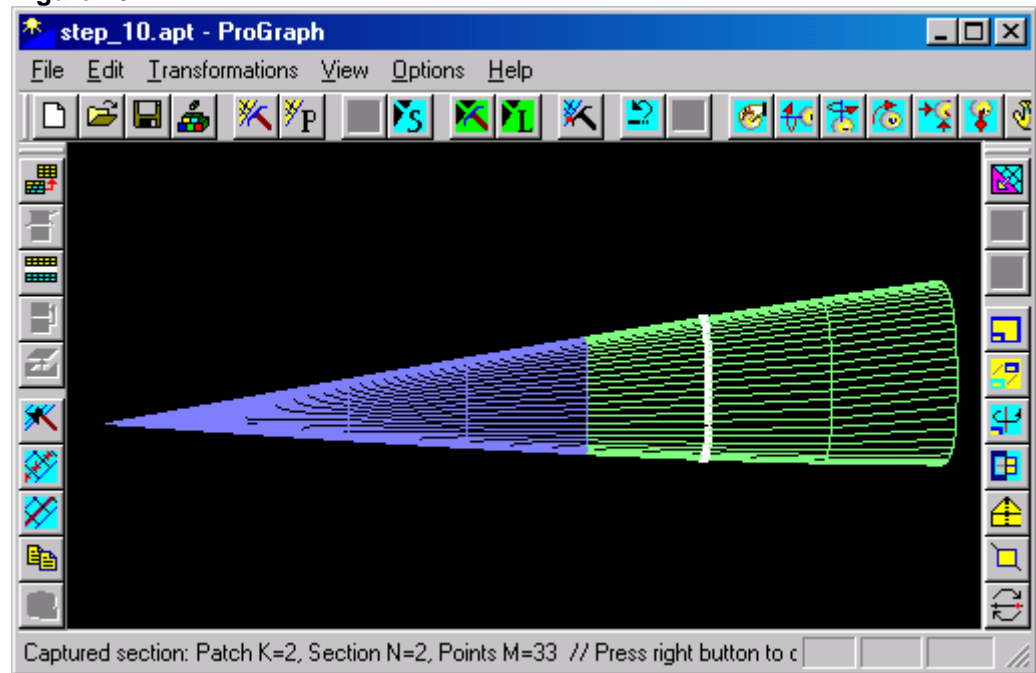 step_10.apt - ProGraph
File Edit Transformations View Options Help
P S L
Captured section: Patch K=2, Section N=2, Points M=33 // Press right button to c